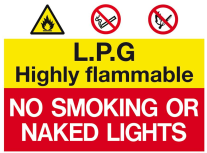 L.P.G
Highly flammable
NO SMOKING OR
NAKED LIGHTS